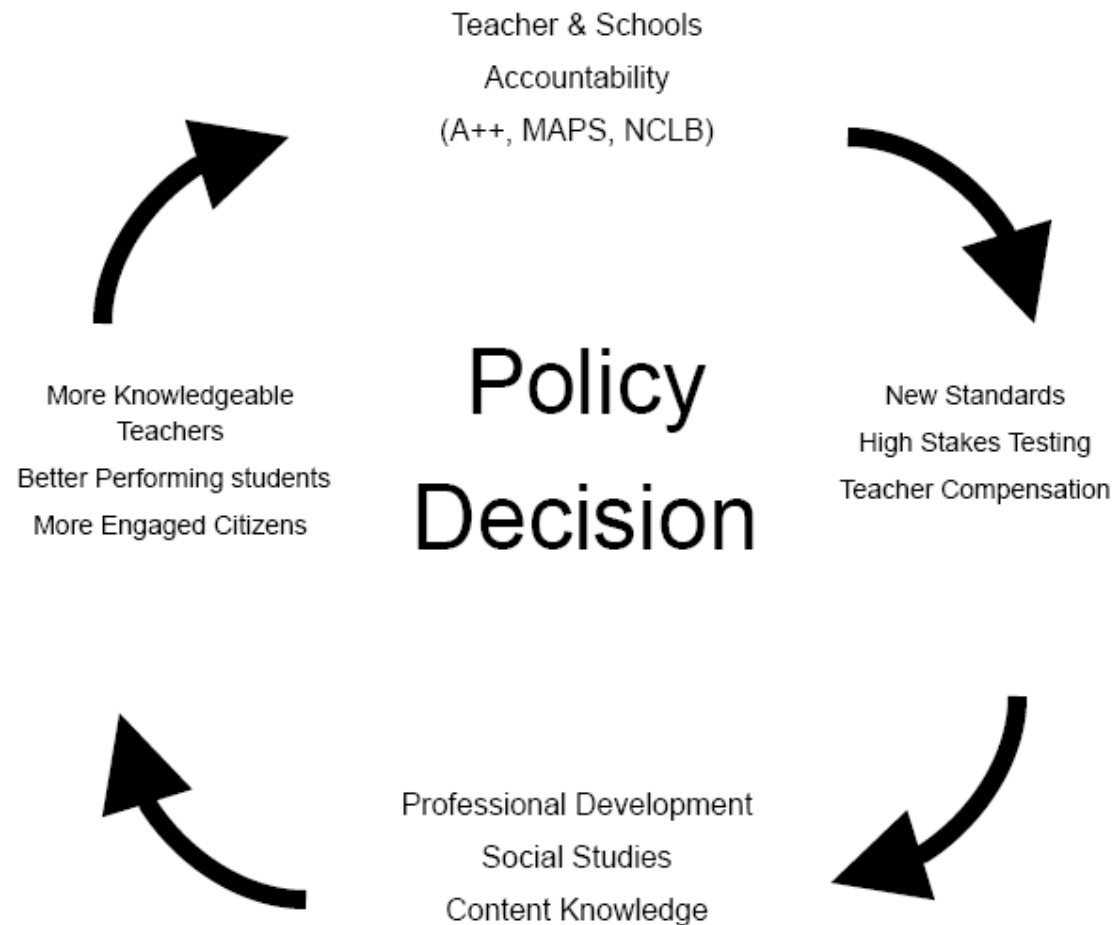 Teacher & Schools
Accountability
(A++, MAPS, NCLB)
More Knowledgeable
Teachers
Better Performing students
More Engaged Citizens
Policy
Decision
New Standards
High Stakes Testing
Teacher Compensation
Professional Development
Social Studies
Content Knowledge